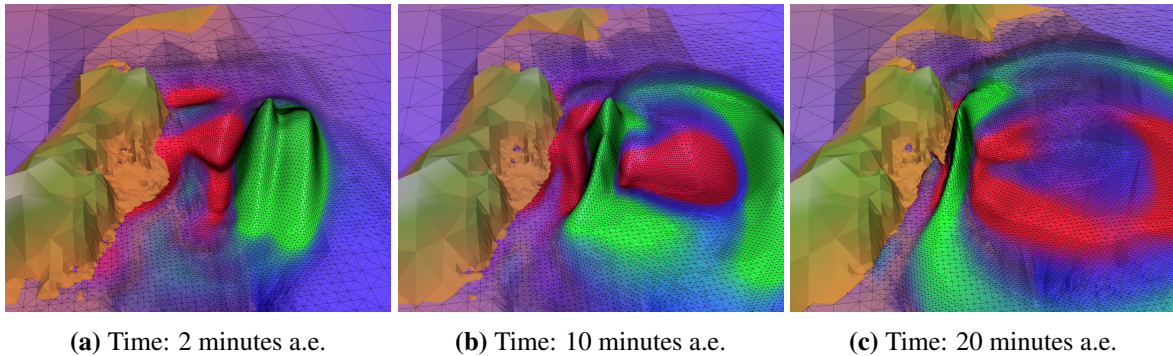 (a) Time: 2 minutes a.e.
(b) Time: 10 minutes a.e.
(c) Time: 20 minutes a.e.